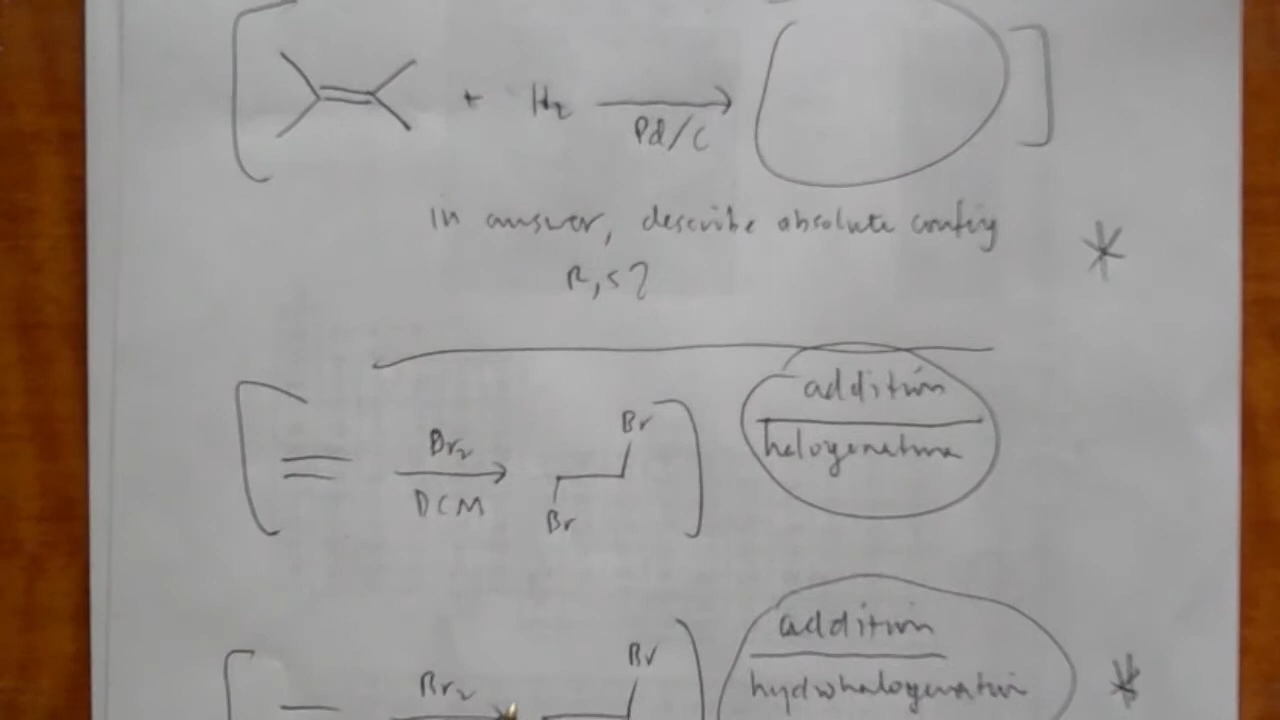 + H2
Pd/C
in answer, describe absolute config
R,S?
*
addition
halogenation
Br2
DCM
Br
Br
addition
hydrohalogenation
*
Br2
Br